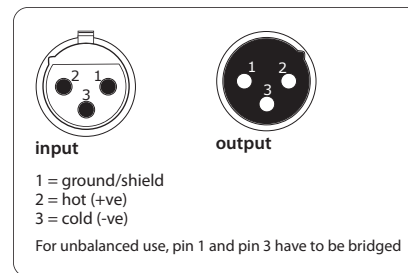 2 1
3
1 2
3
input
output
1 = ground/shield
2 = hot (+ve)
3 = cold (-ve)
For unbalanced use, pin 1 and pin 3 have to be bridged